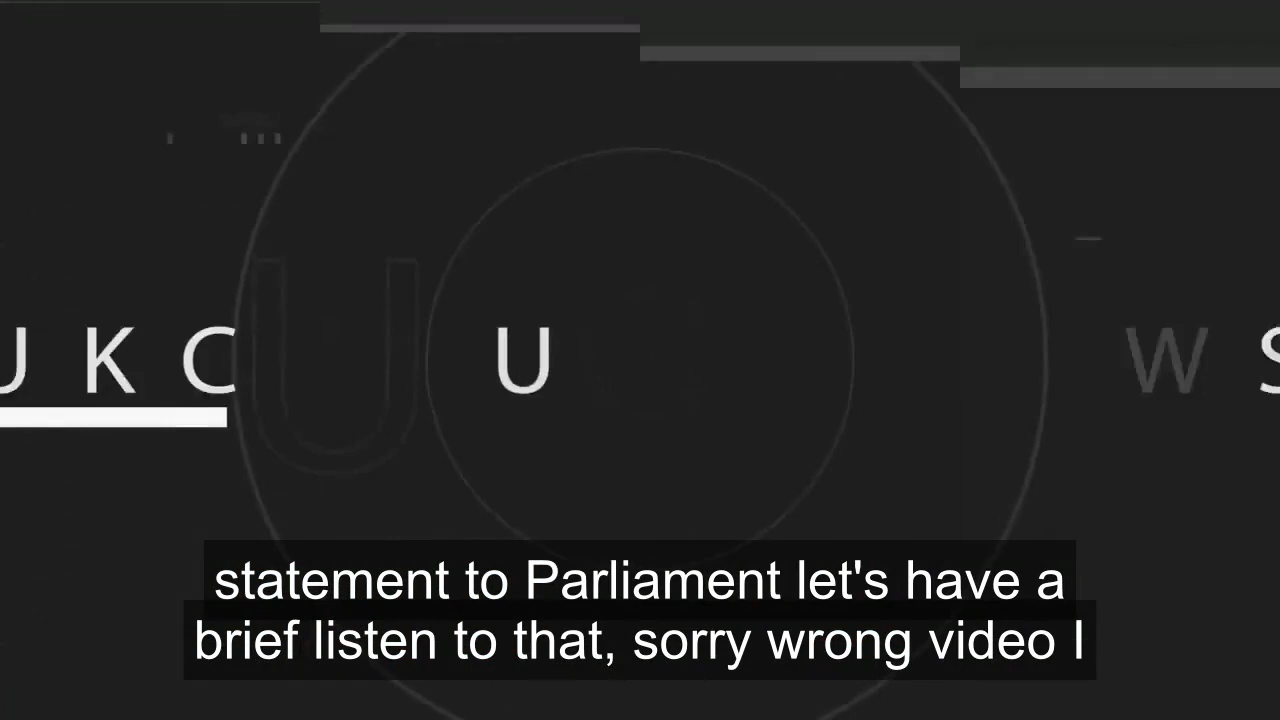 U K C U W S
statement to Parliament let's have a
brief listen to that, sorry wrong video I